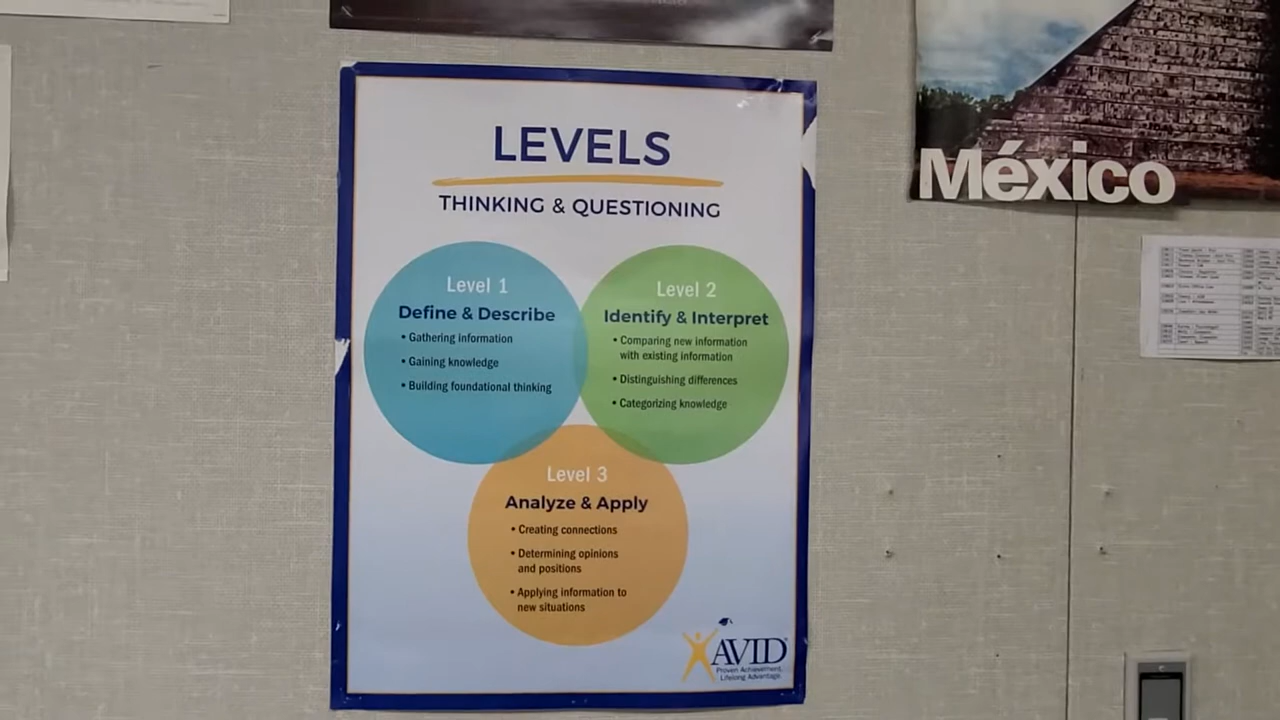 LEVELS
THINKING & QUESTIONING
Level 1
Define & Describe
• Gathering information
• Gaining knowledge
• Building foundational thinking
Level 2
Identify & Interpret
• Comparing new information
with existing information
• Distinguishing differences
• Categorizing knowledge
Level 3
Analyze & Apply
• Creating connections
• Determining opinions
and positions
• Applying information to
new situations
AVID®
Proven Achievement.
Lifelong Advantage.
México